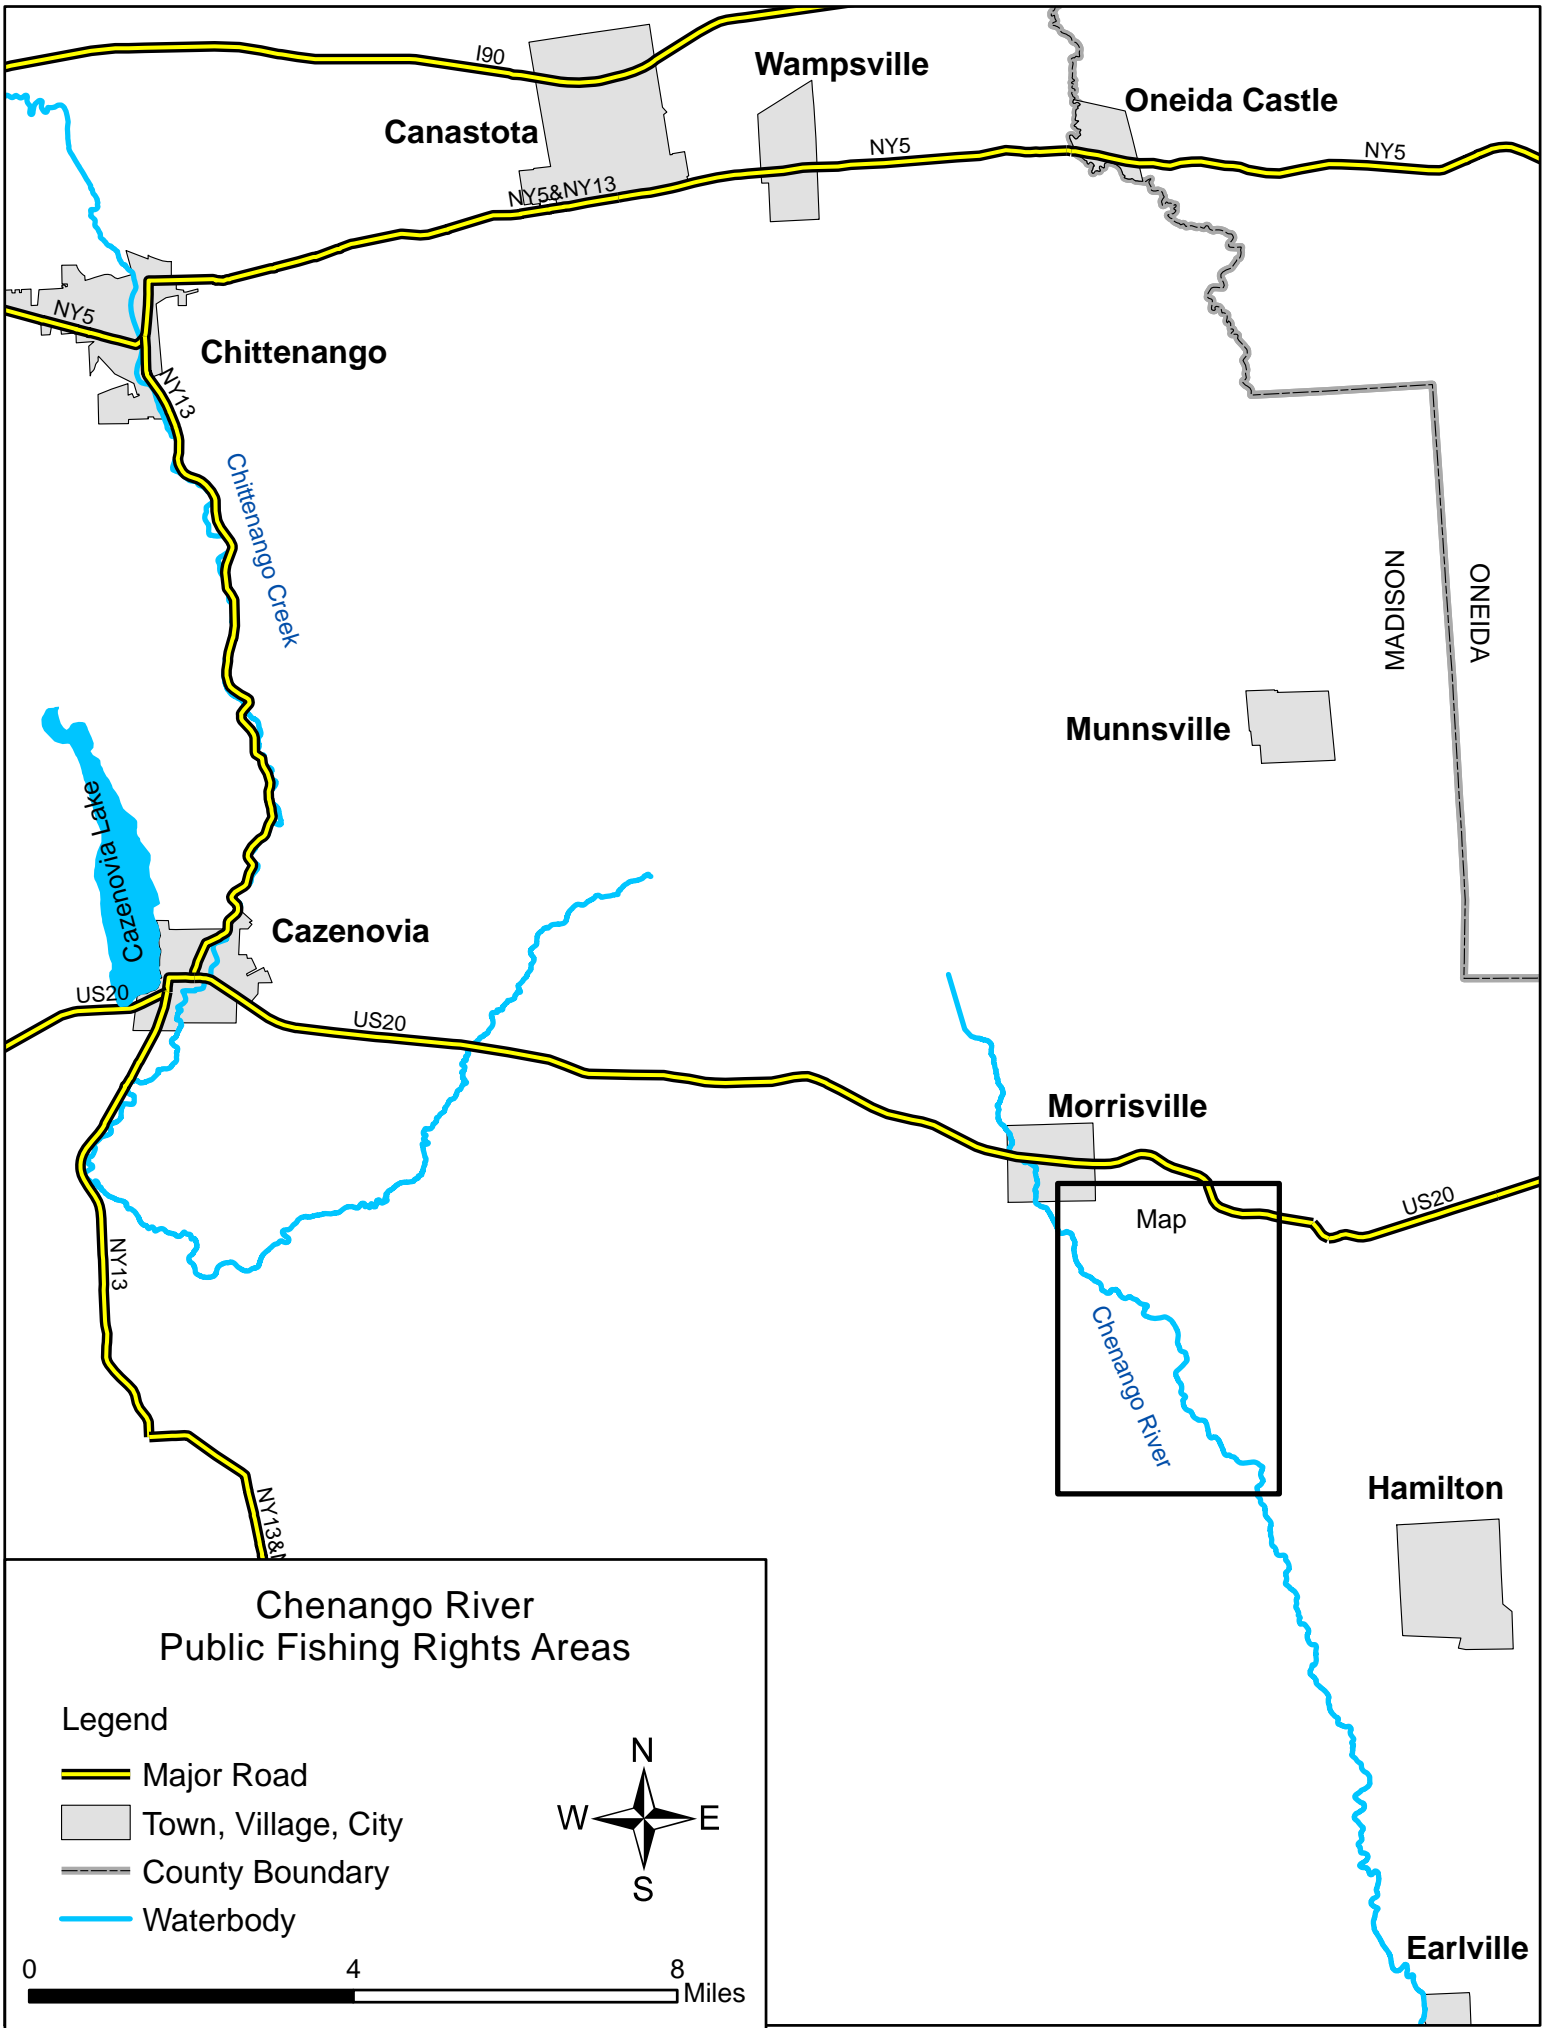 I90
Wampsville
Oneida Castle
Canastota
NY5
NY5
NY5&NY13
NY5
Chittenango
NY13
Chittenango Creek
MADISON
ONEIDA
Munnsville
Cazenovia Lake
Cazenovia
US20
US20
Morrisville
US20
Map
NY13
Chenango River
Hamilton
NY13&
Chenango River
Public Fishing Rights Areas
Legend
Major Road
Town, Village, City
County Boundary
Waterbody
N
W E
S
0 4 8
Miles
Earlville